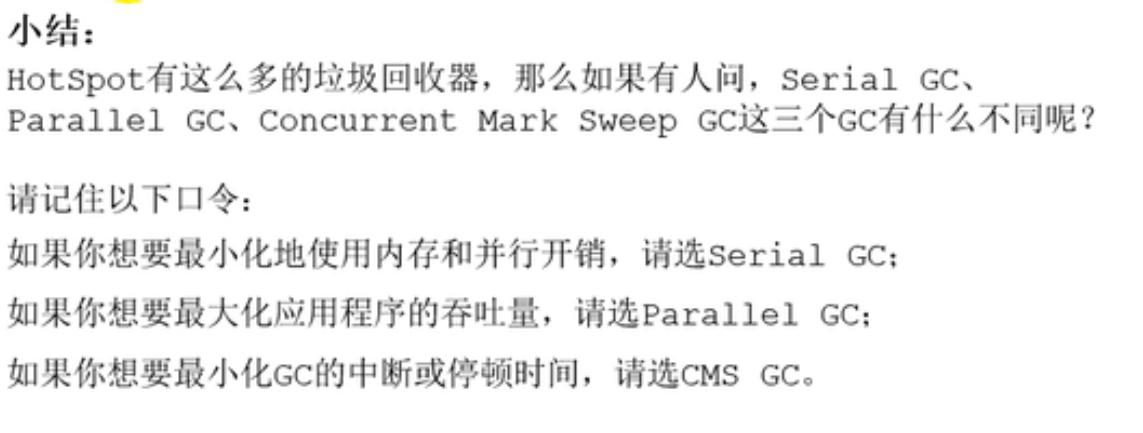 小结：
HotSpot有这么多的垃圾回收器，那么如果有人问，Serial GC、
Parallel GC、Concurrent Mark Sweep GC这三个GC有什么不同呢？
请记住以下口令：
如果你想要最小化地使用内存和并行开销，请选Serial GC；
如果你想要最大化应用程序的吞吐量，请选Parallel GC；
如果你想要最小化GC的中断或停顿时间，请选CMS GC。